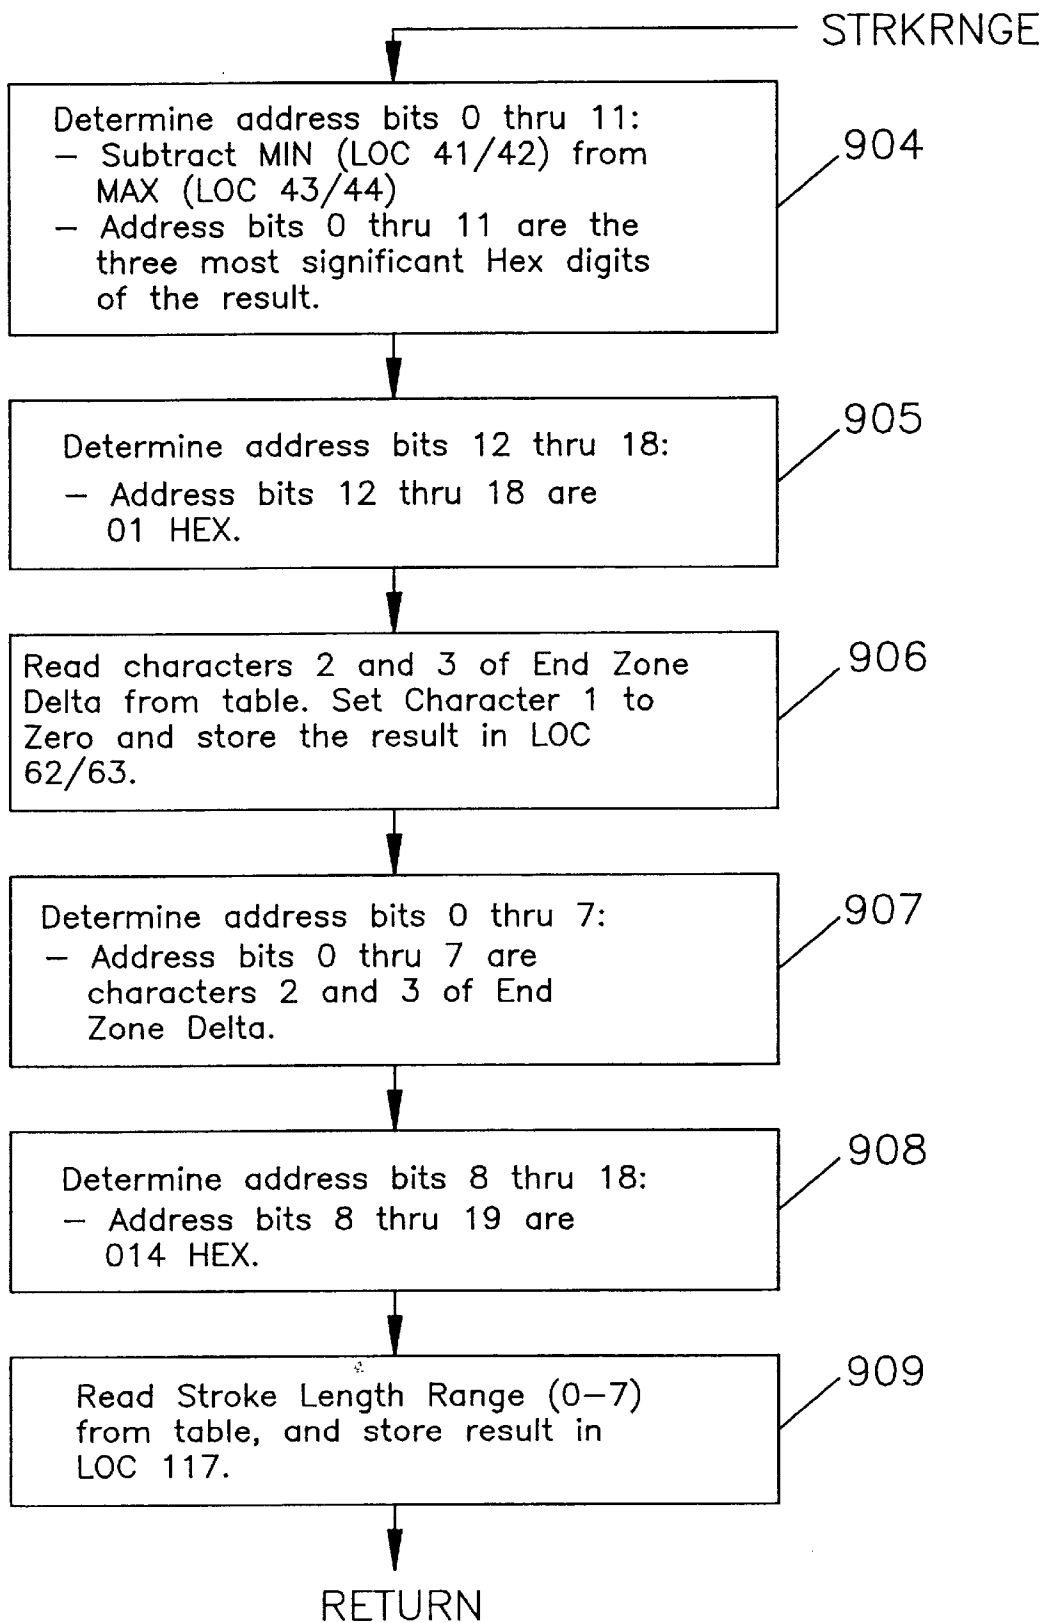 STRKRNGE
Determine address bits 0 thru 11:
– Subtract MIN (LOC 41/42) from
MAX (LOC 43/44)
– Address bits 0 thru 11 are the
three most significant Hex digits
of the result.
904
Determine address bits 12 thru 18:
– Address bits 12 thru 18 are
01 HEX.
905
Read characters 2 and 3 of End Zone
Delta from table. Set Character 1 to
Zero and store the result in LOC
62/63.
906
Determine address bits 0 thru 7:
– Address bits 0 thru 7 are
characters 2 and 3 of End
Zone Delta.
907
Determine address bits 8 thru 18:
– Address bits 8 thru 19 are
014 HEX.
908
Read Stroke Length Range (0–7)
from table, and store result in
LOC 117.
909
RETURN